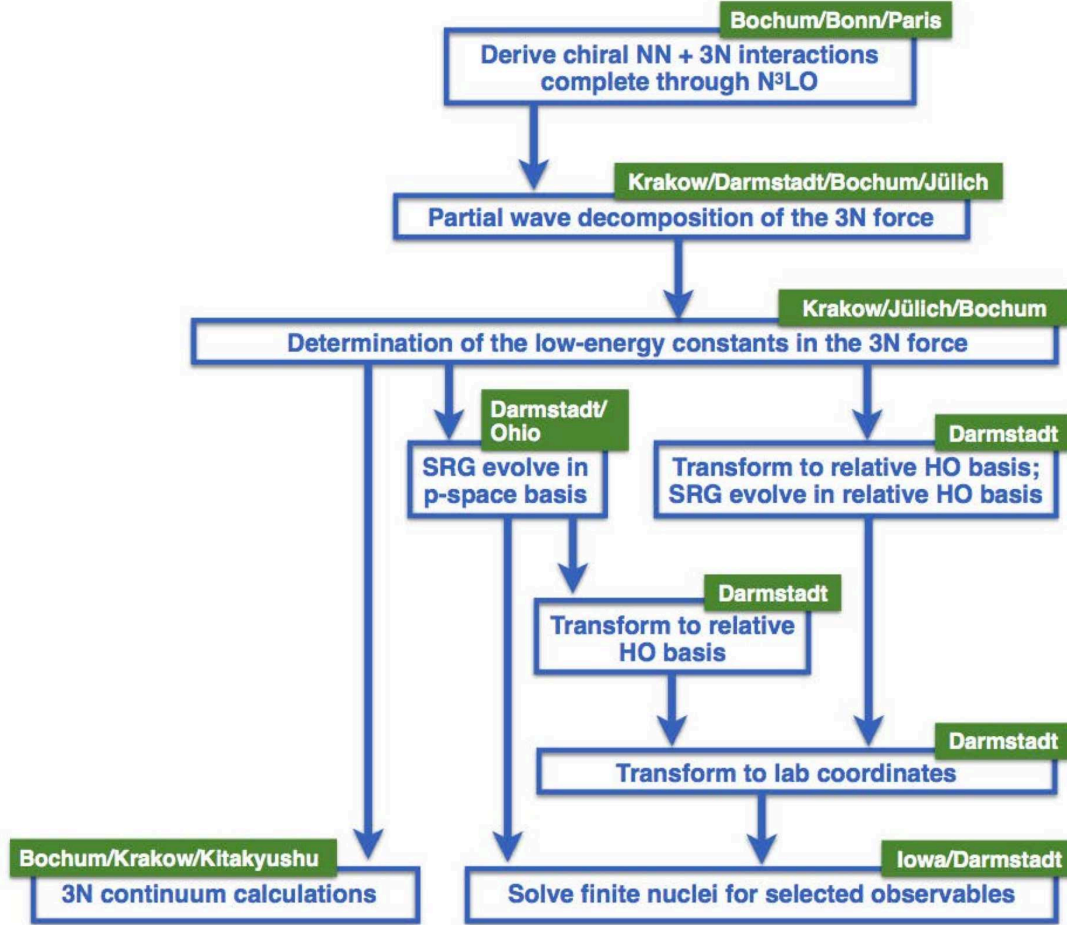 Bochum/Bonn/Paris
Derive chiral NN + 3N interactions
complete through N³LO
Krakow/Darmstadt/Bochum/Jülich
Partial wave decomposition of the 3N force
Krakow/Jülich/Bochum
Determination of the low-energy constants in the 3N force
Darmstadt/
Ohio
SRG evolve in
p-space basis
Darmstadt
Transform to relative HO basis;
SRG evolve in relative HO basis
Darmstadt
Transform to relative
HO basis
Darmstadt
Transform to lab coordinates
Bochum/Krakow/Kitakyushu
3N continuum calculations
Iowa/Darmstadt
Solve finite nuclei for selected observables